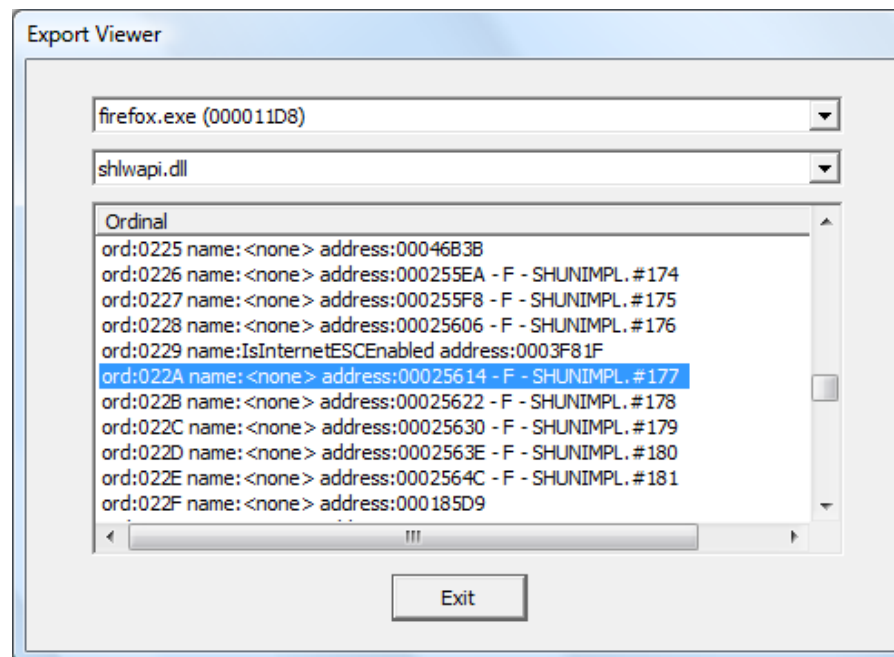 Export Viewer
firefox.exe (000011D8)
shlwapi.dll
Ordinal
ord:0225 name:<none> address:00046B3B
ord:0226 name:<none> address:000255EA - F - SHUNIMPL.#174
ord:0227 name:<none> address:000255F8 - F - SHUNIMPL.#175
ord:0228 name:<none> address:00025606 - F - SHUNIMPL.#176
ord:0229 name:IsInternetESCEnabled address:0003F81F
ord:022A name:<none> address:00025614 - F - SHUNIMPL.#177
ord:022B name:<none> address:00025622 - F - SHUNIMPL.#178
ord:022C name:<none> address:00025630 - F - SHUNIMPL.#179
ord:022D name:<none> address:0002563E - F - SHUNIMPL.#180
ord:022E name:<none> address:0002564C - F - SHUNIMPL.#181
ord:022F name:<none> address:000185D9
Exit